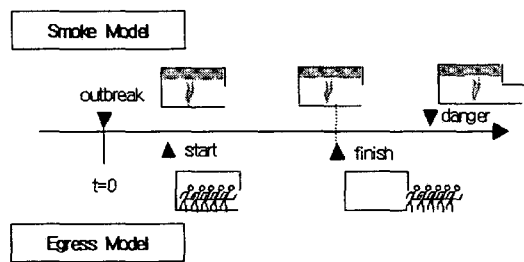 Smoke Model
outbreak
danger
start
finish
t=0
Egress Model